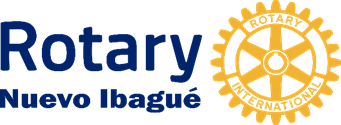 Rotary
Nuevo Ibagué
ROTARY
INTERNATIONAL